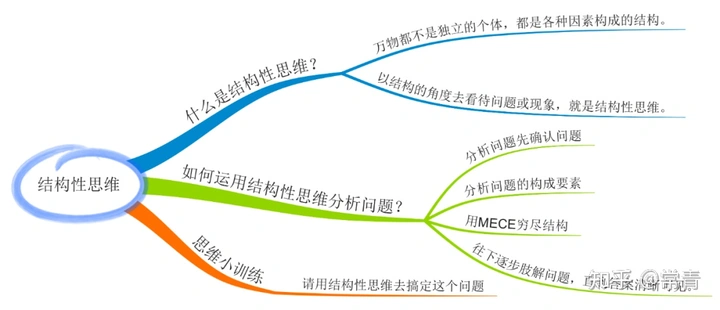 万物都不是独立的个体，都是各种因素构成的结构。
什么是结构性思维？
以结构的角度去看待问题或现象，就是结构性思维。
结构性思维
如何运用结构性思维分析问题？
分析问题先确认问题
分析问题的构成要素
用MECE穷尽结构
往下逐步肢解问题，直
清晰可见。
思维小训练
请用结构性思维去搞定这个问题
知乎 @常青